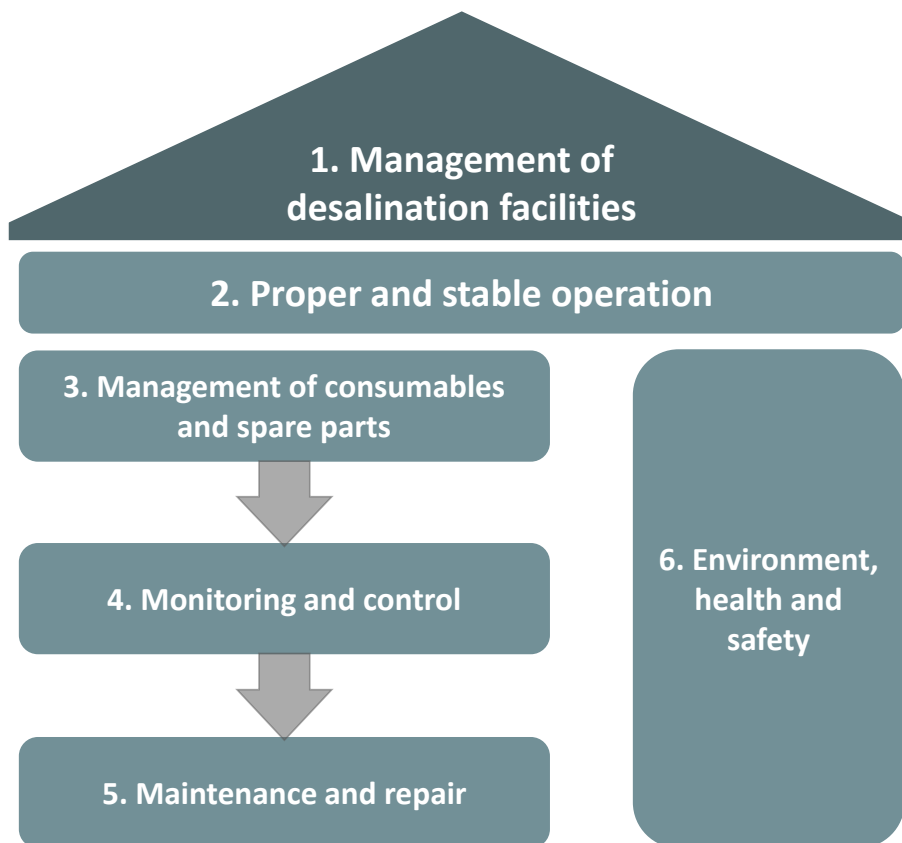 1. Management of
desalination facilities
2. Proper and stable operation
3. Management of consumables
and spare parts
4. Monitoring and control
5. Maintenance and repair
6. Environment,
health and
safety